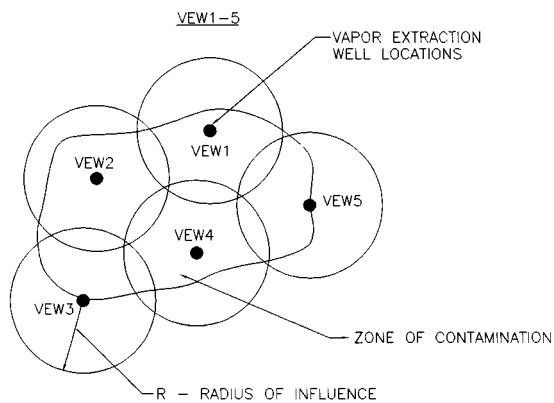 VEW1-5
VAPOR EXTRACTION
WELL LOCATIONS
VEW1
VEW2
VEW5
VEW4
VEW3
ZONE OF CONTAMINATION
R - RADIUS OF INFLUENCE